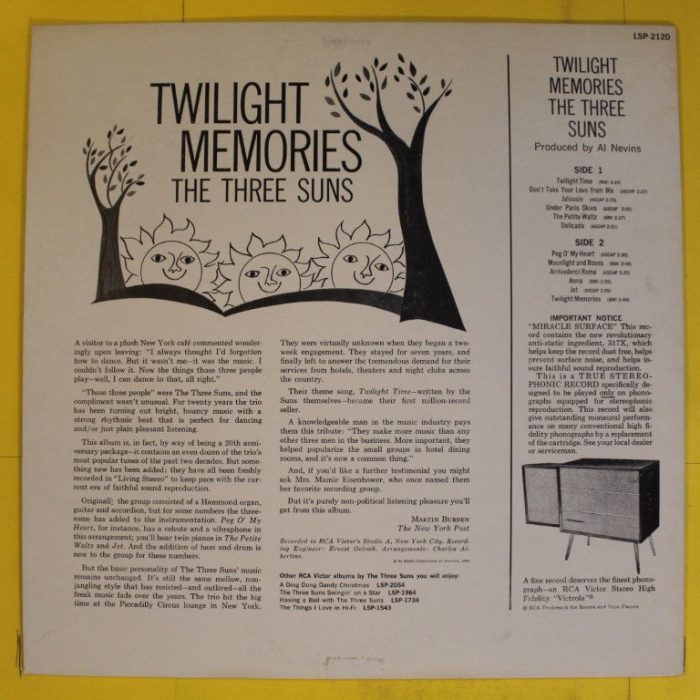 LSP-2120
TWILIGHT
MEMORIES
THE THREE SUNS
A visitor to a plush New York café commented wonder-
ingly upon leaving: "I always thought I'd forgotten
how to dance. But it wasn't me—it was the music. I
couldn't follow it. Now the things those three people
play—well, I can dance to that, all right."
"Those three people" were The Three Suns, and the
compliment wasn't unusual. For twenty years the trio
has been turning out bright, bouncy music with a
strong rhythmic beat that is perfect for dancing
and/or just plain pleasant listening.
This album is, in fact, by way of being a 20th anni-
versary package—it contains an even dozen of the trio's
most popular tunes of the past two decades. But some-
thing new has been added: they have all been freshly
recorded in "Living Stereo" to keep pace with the cur-
rent era of faithful sound reproduction.
Originally the group consisted of a Hammond organ,
guitar and accordion, but for some numbers the three-
some has added to the instrumentation. Peg O' My
Heart, for instance, has a celeste and a vibraphone in
this arrangement; you'll hear twin pianos in The Petite
Waltz and Jet. And the addition of bass and drum is
new to the group for these numbers.
But the basic personality of The Three Suns' music
remains unchanged. It's still the same mellow, non-
jangling style that has resisted—and outlived—all the
freak music fads over the years. The trio hit the big
time at the Piccadilly Circus lounge in New York.
They were virtually unknown when they began a two-
week engagement. They stayed for seven years, and
finally left to answer the tremendous demand for their
services from hotels, theaters and night clubs across
the country.
Their theme song, Twilight Time—written by the
Suns themselves—became their first million-record
seller.
A knowledgeable man in the music industry pays
them this tribute: "They make more music than any
other three men in the business. More important, they
helped popularize the small groups in hotel dining
rooms, and it's now a common thing."
And, if you'd like a further testimonial you might
ask Mrs. Mamie Eisenhower, who once named them
her favorite recording group.
But it's purely non-political listening pleasure you'll
get from this album.
MARTIN BURDEN
The New York Post
Recorded in RCA Victor's Studio A, New York City. Record-
ing Engineer: Ernest Oelrich. Arrangements: Charles Al-
bertine.
Other RCA Victor albums by The Three Suns you will enjoy:
A Ding Dong Dandy Christmas LSP-2054
The Three Suns Swingin' on a Star LSP-1964
Having a Ball with The Three Suns LSP-1734
The Things I Love in Hi-Fi LSP-1543
TWILIGHT
MEMORIES
THE THREE
SUNS
Produced by Al Nevins
SIDE 1
Twilight Time
Don't Take Your Love from Me
Jalousie
Under Paris Skies
The Petite Waltz
Delicado
SIDE 2
Peg O' My Heart
Moonlight and Roses
Arrivederci Roma
Anna
Jet
Twilight Memories
IMPORTANT NOTICE
"MIRACLE SURFACE" This rec-
ord contains the new revolutionary
anti-static ingredient, 317X, which
helps keep the record dust free, helps
prevent surface noise, and helps in-
sure faithful sound reproduction.
This is a TRUE STEREO-
PHONIC RECORD specifically de-
signed to be played only on phono-
graphs equipped for stereophonic
reproduction. This record will also
give outstanding monaural perform-
ance on many conventional high fi-
delity phonographs by a replacement
of the cartridge. See your local dealer
or serviceman.
A fine record deserves the finest phono-
graph—an RCA Victor Stereo High
Fidelity "Victrola"®
® RCA Trademark for Record and Tape Players